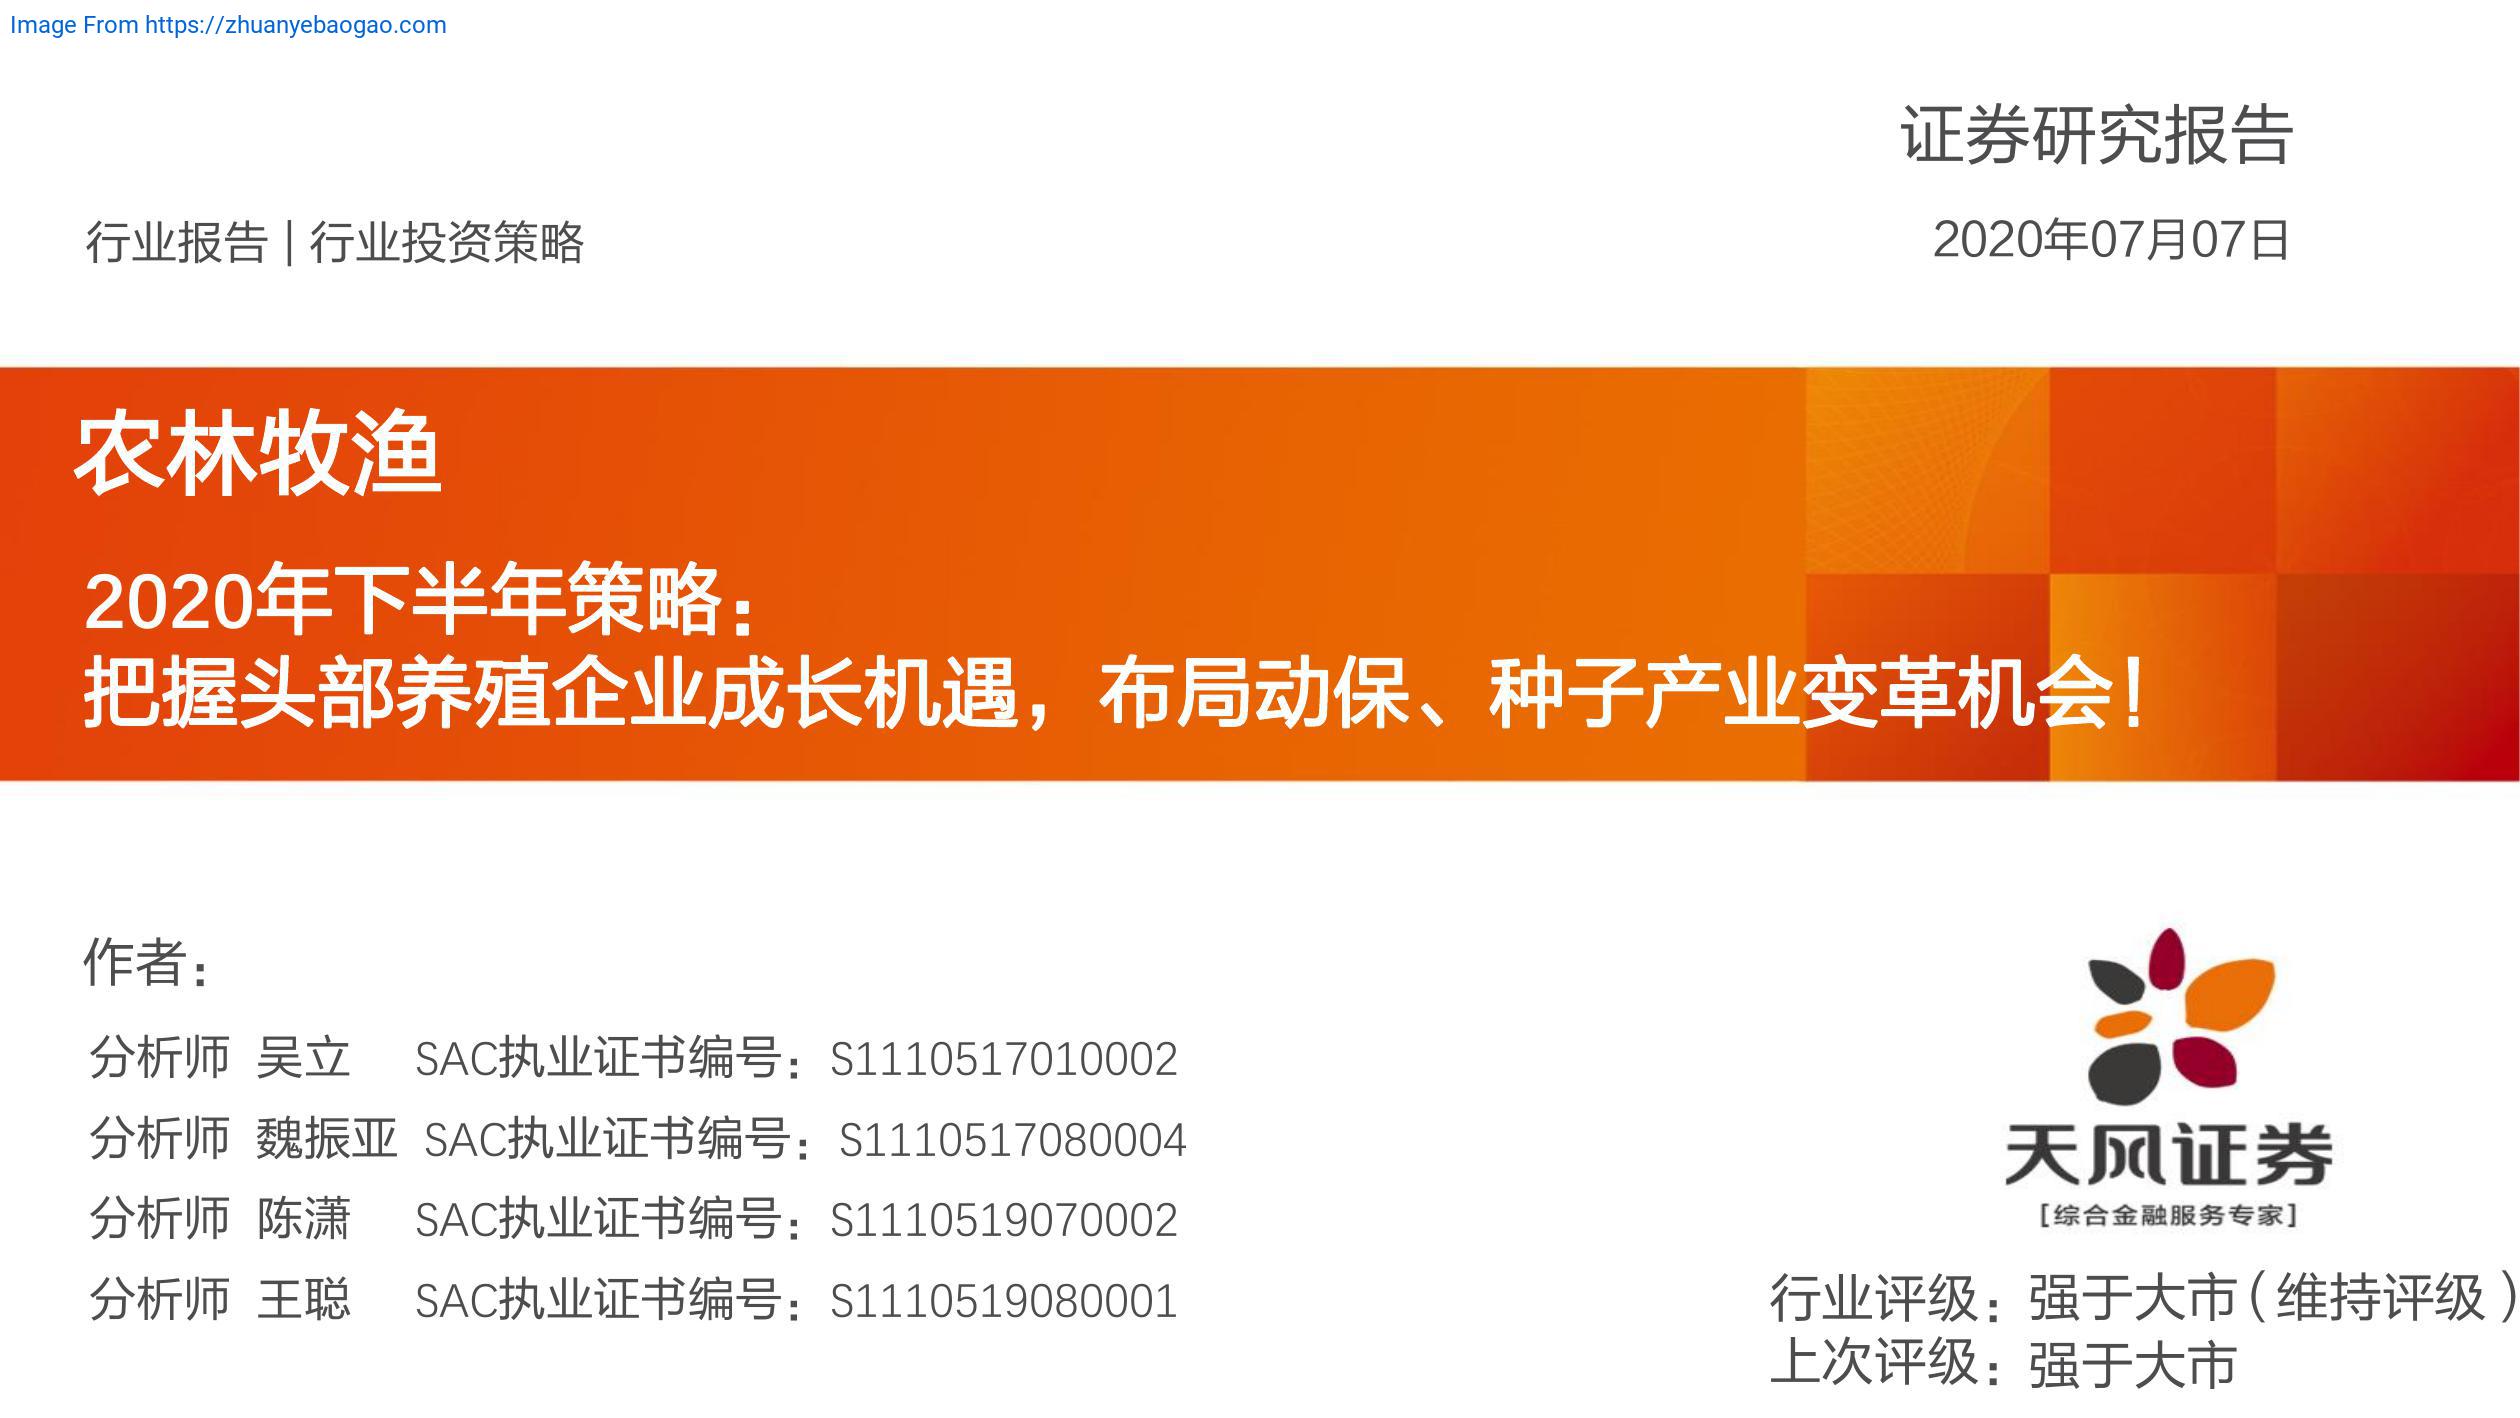 Image From https://zhuanyebaogao.com
证券研究报告
行业报告 | 行业投资策略
2020年07月07日
农林牧渔
2020年下半年策略：
把握头部养殖企业成长机遇，布局动保、种子产业变革机会！
作者：
分析师 吴立 SAC执业证书编号：S1110517010002
分析师 魏振亚 SAC执业证书编号：S1110517080004
分析师 陈潇 SAC执业证书编号：S1110519070002
分析师 王聪 SAC执业证书编号：S1110519080001
天风证券
[综合金融服务专家]
行业评级：强于大市（维持评级）
上次评级：强于大市